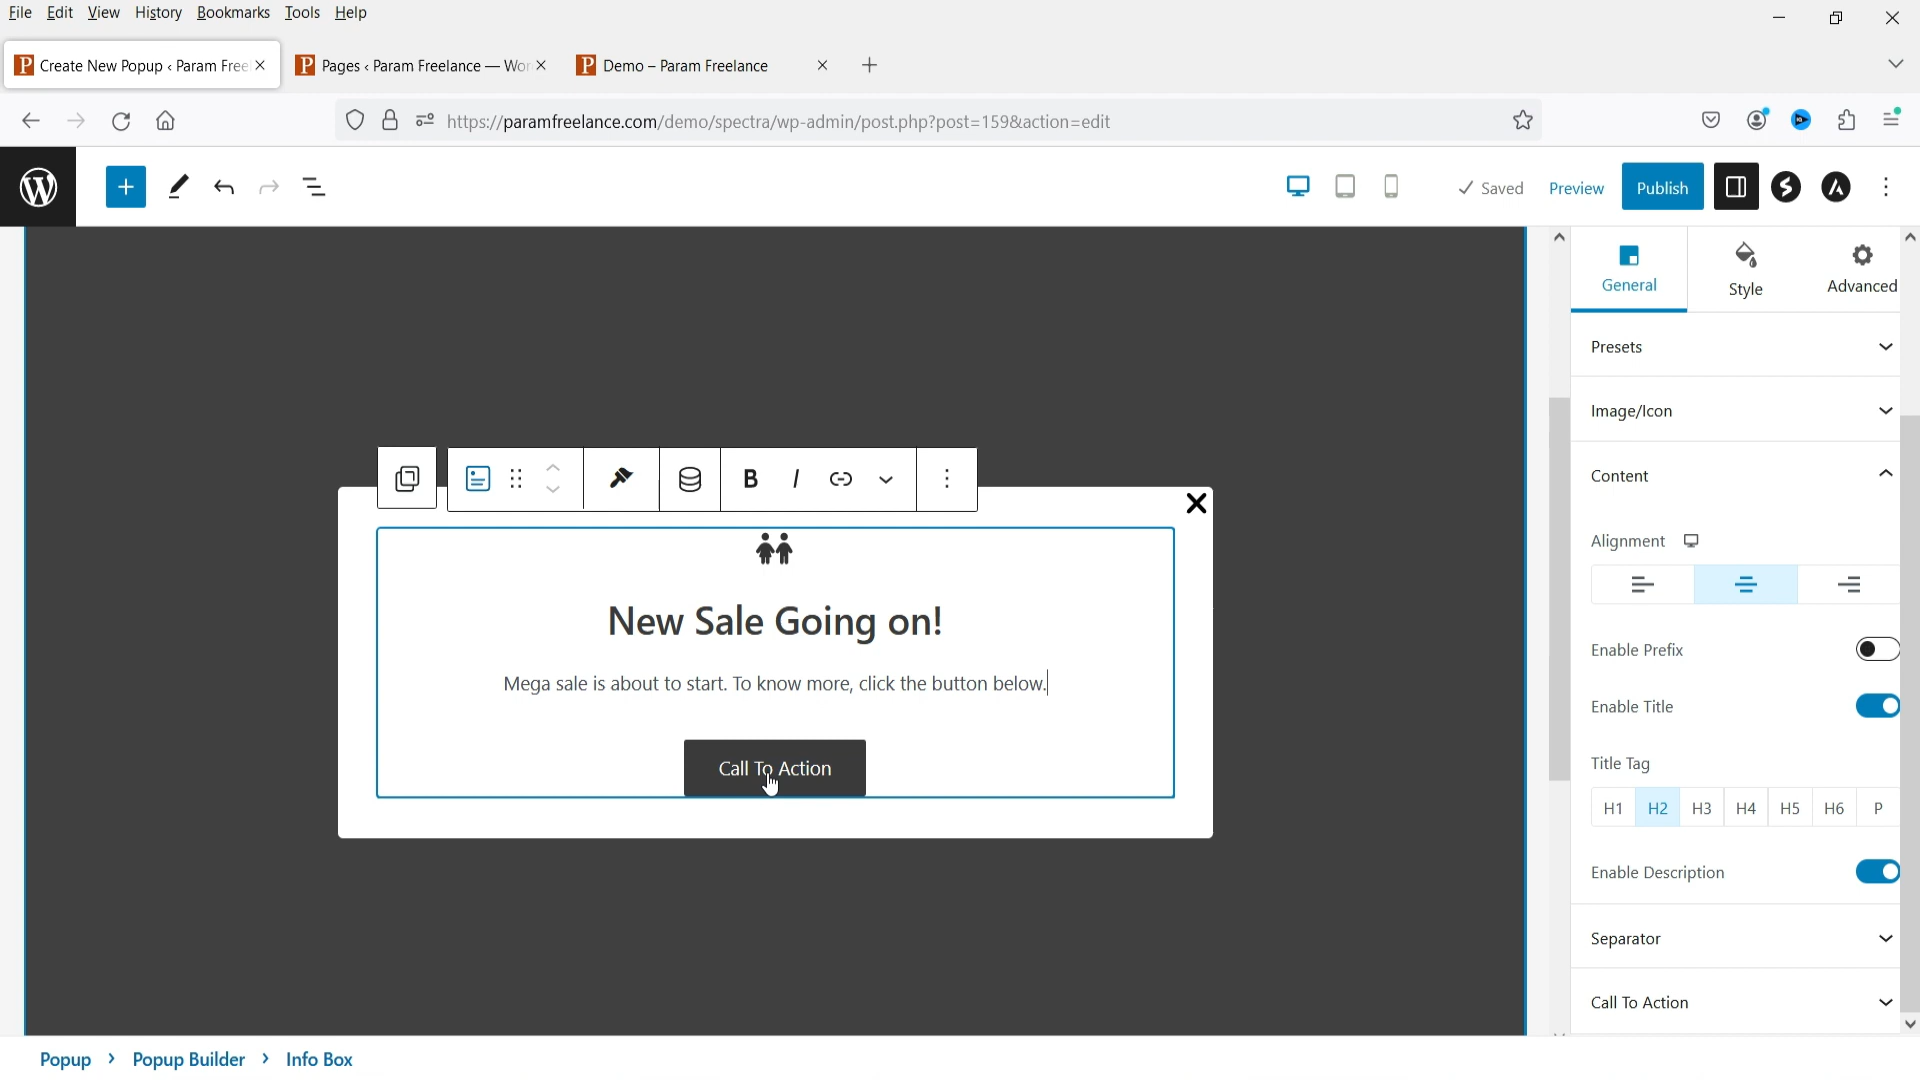 File Edit View History Bookmarks Tools Help
Create New Popup ‹ Param Free
Pages ‹ Param Freelance — Wor
Demo – Param Freelance
https://paramfreelance.com/demo/spectra/wp-admin/post.php?post=159&action=edit
Saved Preview Publish
General Style Advanced
Presets
Image/Icon
Content
Alignment
Enable Prefix
Enable Title
Title Tag
H1 H2 H3 H4 H5 H6 P
Enable Description
Separator
Call To Action
B I
New Sale Going on!
Mega sale is about to start. To know more, click the button below.
Call To Action
Popup › Popup Builder › Info Box